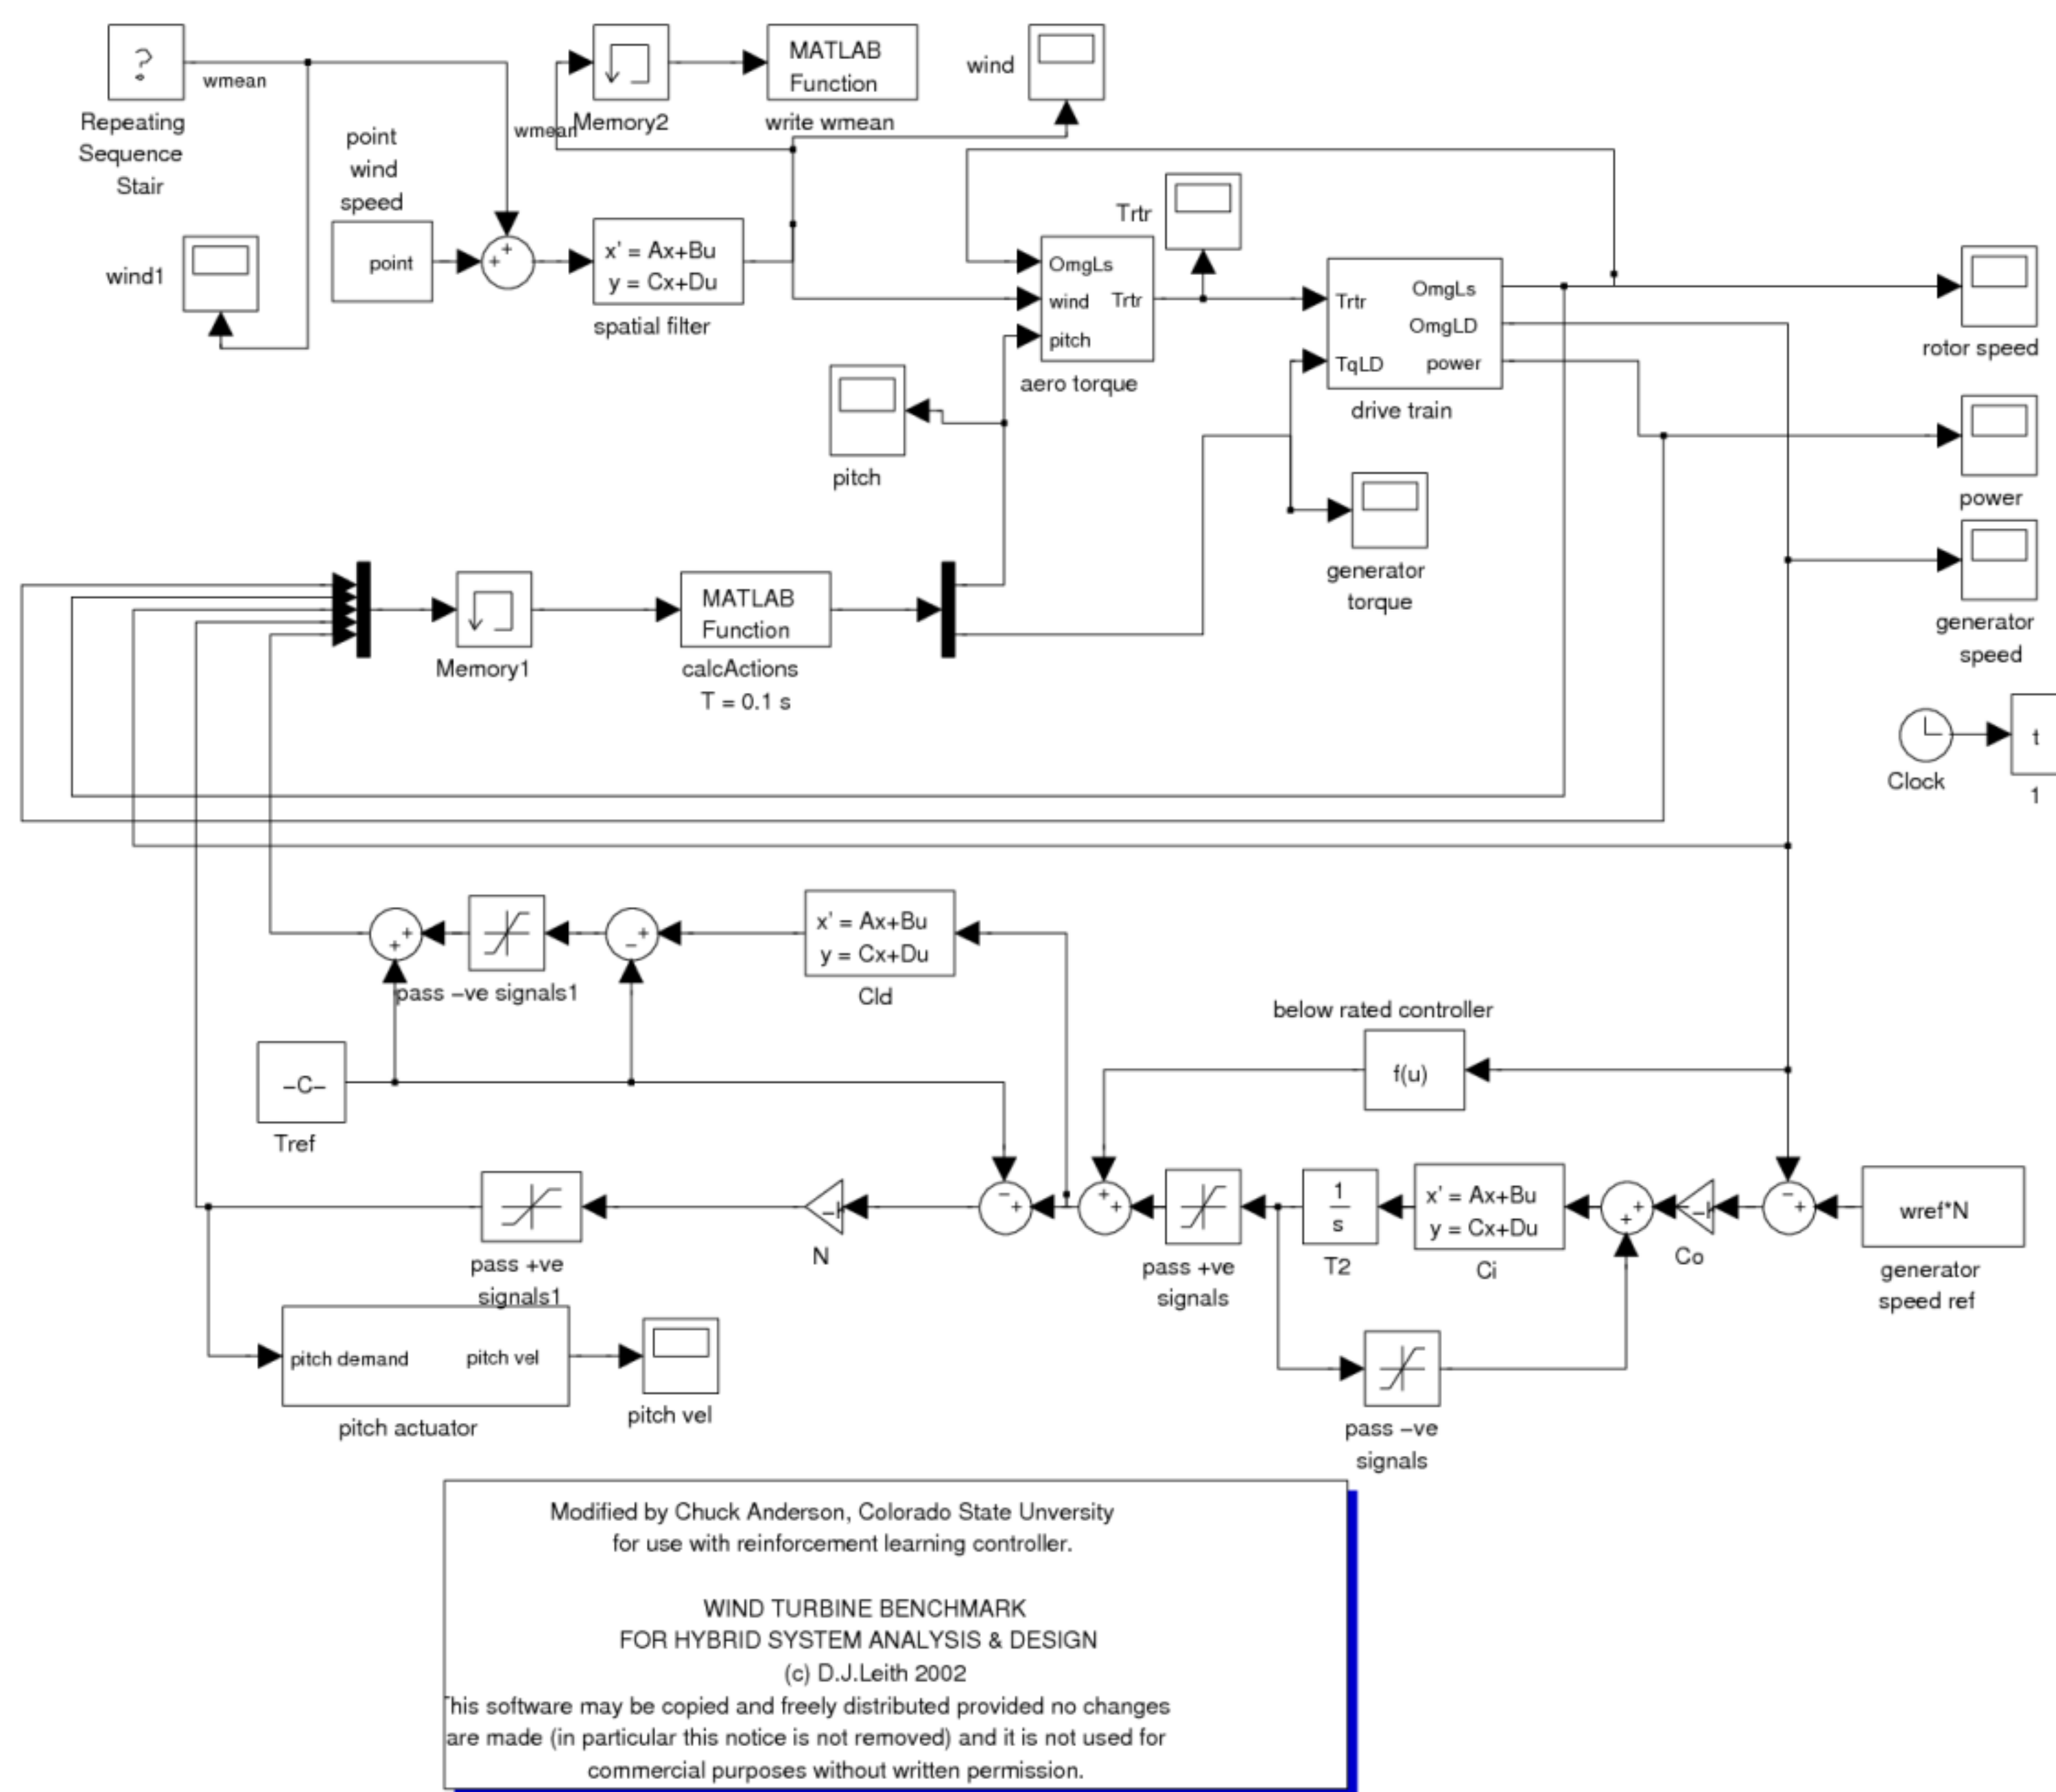 ?
wmean
Repeating
Sequence
Stair
point
wind
speed
wmean
Memory2
MATLAB
Function
write wmean
wind
wind1
point
+
+
x' = Ax+Bu
y = Cx+Du
spatial filter
Trtr
OmgLs
wind
Trtr
pitch
aero torque
Trtr
TqLD
OmgLs
OmgLD
power
drive train
rotor speed
pitch
power
generator
torque
generator
speed
Memory1
MATLAB
Function
calcActions
T = 0.1 s
Clock
t
1
+
+
pass –ve signals1
–
+
x' = Ax+Bu
y = Cx+Du
Cld
–C–
Tref
below rated controller
f(u)
pass +ve
signals1
N
–
+
+
+
pass +ve
signals
1
s
T2
x' = Ax+Bu
y = Cx+Du
Ci
+
+
Co
–
+
wref*N
generator
speed ref
pitch demand
pitch vel
pitch actuator
pitch vel
pass –ve
signals
Modified by Chuck Anderson, Colorado State Unversity
for use with reinforcement learning controller.
WIND TURBINE BENCHMARK
FOR HYBRID SYSTEM ANALYSIS & DESIGN
(c) D.J.Leith 2002
his software may be copied and freely distributed provided no changes
are made (in particular this notice is not removed) and it is not used for
commercial purposes without written permission.